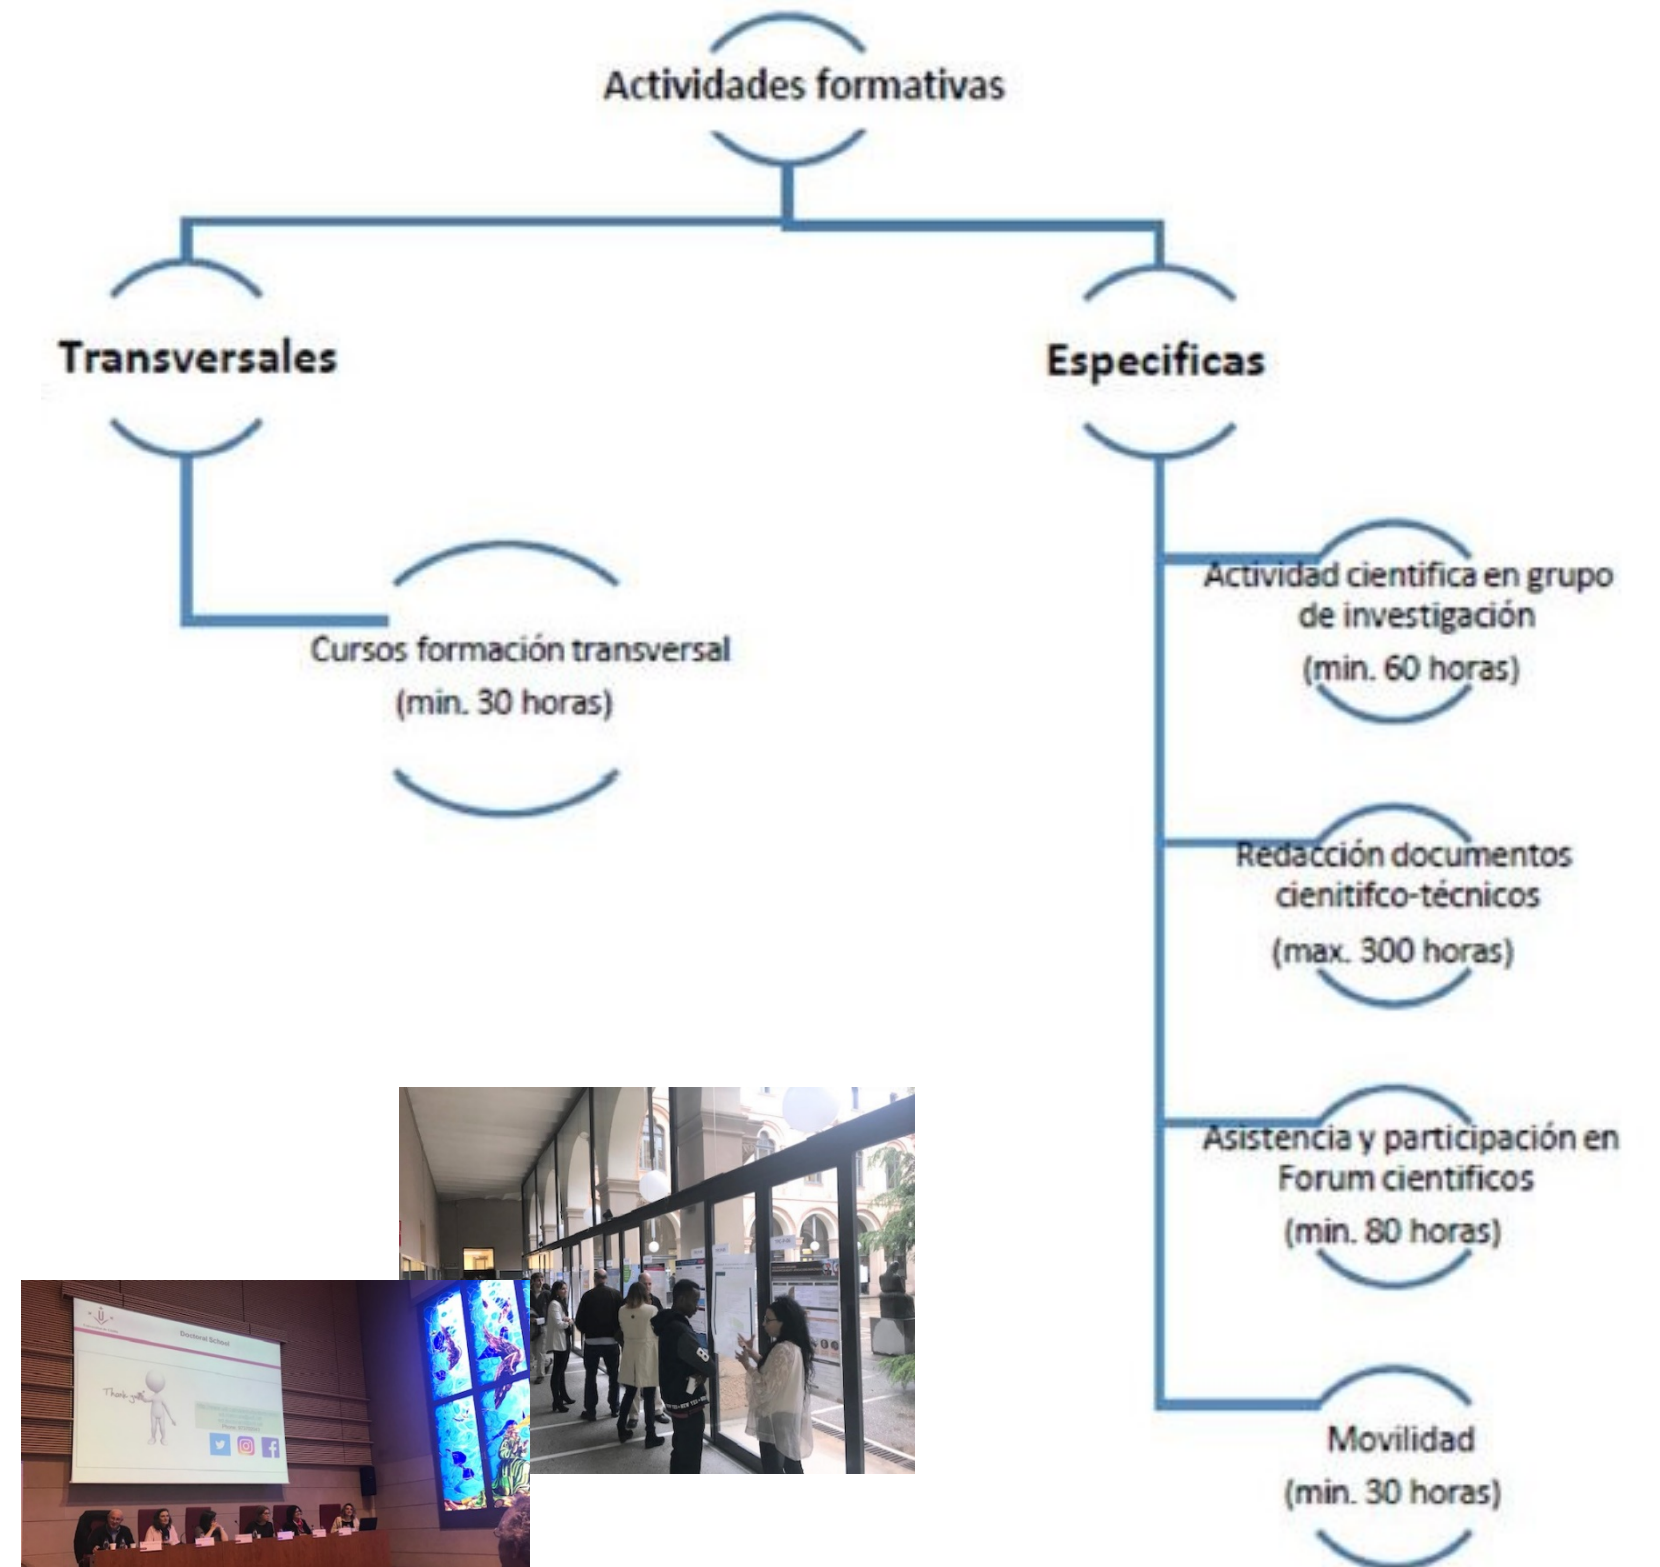 Actividades formativas
Transversales
Especificas
Cursos formación transversal
(min. 30 horas)
Actividad cientifica en grupo
de investigación
(min. 60 horas)
Redacción documentos
cienitifco-técnicos
(max. 300 horas)
Asistencia y participación en
Forum cientificos
(min. 80 horas)
Movilidad
(min. 30 horas)
Doctoral School
Thank you